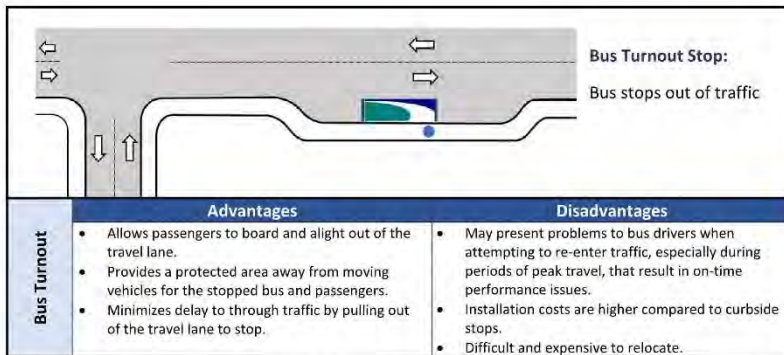 Bus Turnout Stop:
Bus stops out of traffic
Bus Turnout
Advantages
• Allows passengers to board and alight out of the
travel lane.
• Provides a protected area away from moving
vehicles for the stopped bus and passengers.
• Minimizes delay to through traffic by pulling out
of the travel lane to stop.
Disadvantages
• May present problems to bus drivers when
attempting to re-enter traffic, especially during
periods of peak travel, that result in on-time
performance issues.
• Installation costs are higher compared to curbside
stops.
• Difficult and expensive to relocate.